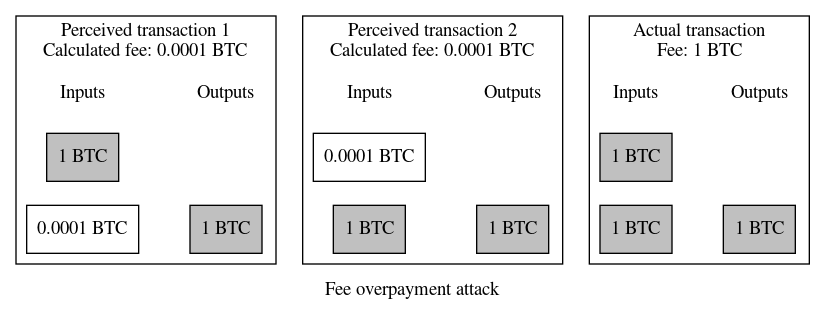 Perceived transaction 1
Calculated fee: 0.0001 BTC
Inputs
Outputs
1 BTC
0.0001 BTC
1 BTC
Perceived transaction 2
Calculated fee: 0.0001 BTC
Inputs
Outputs
0.0001 BTC
1 BTC
1 BTC
Actual transaction
Fee: 1 BTC
Inputs
Outputs
1 BTC
1 BTC
1 BTC
Fee overpayment attack